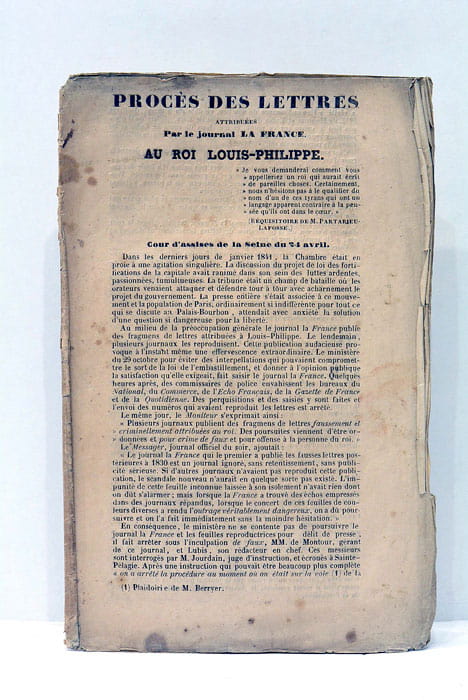 PROCÈS DES LETTRES
ATTRIBUÉES
Par le journal LA FRANCE.
AU ROI LOUIS-PHILIPPE.
« Je vous demanderai comment vous
» appelleriez un roi qui aurait écrit
» de pareilles choses. Certainement,
» nous n'hésitons pas à le qualifier du
» nom d'un de ces tyrans qui ont un
» langage apparent contraire à la pen-
» sée qu'ils ont dans le cœur. »
(RÉQUISITOIRE DE M. PARTARIEU-
LAFOSSE.)
Cour d'assises de la Seine du 24 avril.
Dans les derniers jours de janvier 1841, la Chambre était en
proie à une agitation singulière. La discussion du projet de loi des forti-
fications de la capitale avait ranimé dans son sein des luttes ardentes,
passionnées, tumulueuses. La tribune était un champ de bataille où les
orateurs venaient attaquer et défendre tour à tour avec acharnement le
projet du gouvernement. La presse entière s'était associée à ce mouve-
ment et la population de Paris, ordinairement si indifférente pour tout ce
qui se discute au Palais-Bourbon, attendait avec anxiété la solution
d'une question si dangereuse pour la liberté.
Au milieu de la préoccupation générale le journal la France publie
des fragmens de lettres attribuées à Louis-Philippe. Le lendemain,
plusieurs journaux les reproduisent. Cette publication audacieuse pro-
voque à l'instant même une effervescence extraordinaire. Le ministère
du 29 octobre pour éviter des interpellations qui pouvaient compromet-
tre le sort de la loi de l'embastillement, et donner à l'opinion publique
la satisfaction qu'elle exigeait, fait saisir le journal la France. Quelques
heures après, des commissaires de police envahissent les bureaux du
National, du Commerce, de l'Echo Français, de la Gazette de France
et de la Quotidienne. Des perquisitions et des saisies y sont faites et
l'envoi des numéros qui avaient reproduit les lettres est arrêté.
Le même jour, le Moniteur s'exprimait ainsi :
« Plusieurs journaux publient des fragmens de lettres faussement et
» criminellement attribuées au roi. Des poursuites viennent d'être or-
» données et pour crime de faux et pour offense à la personne du roi. »
Le Messager, journal officiel du soir, ajoutait :
« Le journal la France qui le premier a publié les fausses lettres pos-
térieures à 1830 est un journal ignoré, sans retentissement, sans publi-
cité sérieuse. Si d'autres journaux n'avaient pas reproduit cette publi-
cation, le scandale nouveau n'aurait en quelque sorte pas existé. L'im-
punité de cette feuille inconnue laissée à son isolement n'avait rien dont
on dût s'alarmer ; mais lorsque la France a trouvé des échos empressés
dans des journaux répandus, lorsque le concert de ces feuilles de cou-
leurs diverses a rendu l'outrage véritablement dangereux, on a dû pour-
suivre et on l'a fait immédiatement sans la moindre hésitation. »
En conséquence, le ministère ne se contente pas de poursuivre le
journal la France et les feuilles reproductrices pour délit de presse,
il fait arrêter sous l'inculpation de faux, MM. de Montour, gérant
de ce journal, et Lubis, son rédacteur en chef. Ces messieurs
sont interrogés par M. Jourdain, juge d'instruction, et écroués à Sainte-
Pélagie. Après une instruction qui pouvait être beaucoup plus complète
« on a arrêté la procédure au moment où on était sur la voie (1) de la
(1) Plaidoirie de M. Berryer.